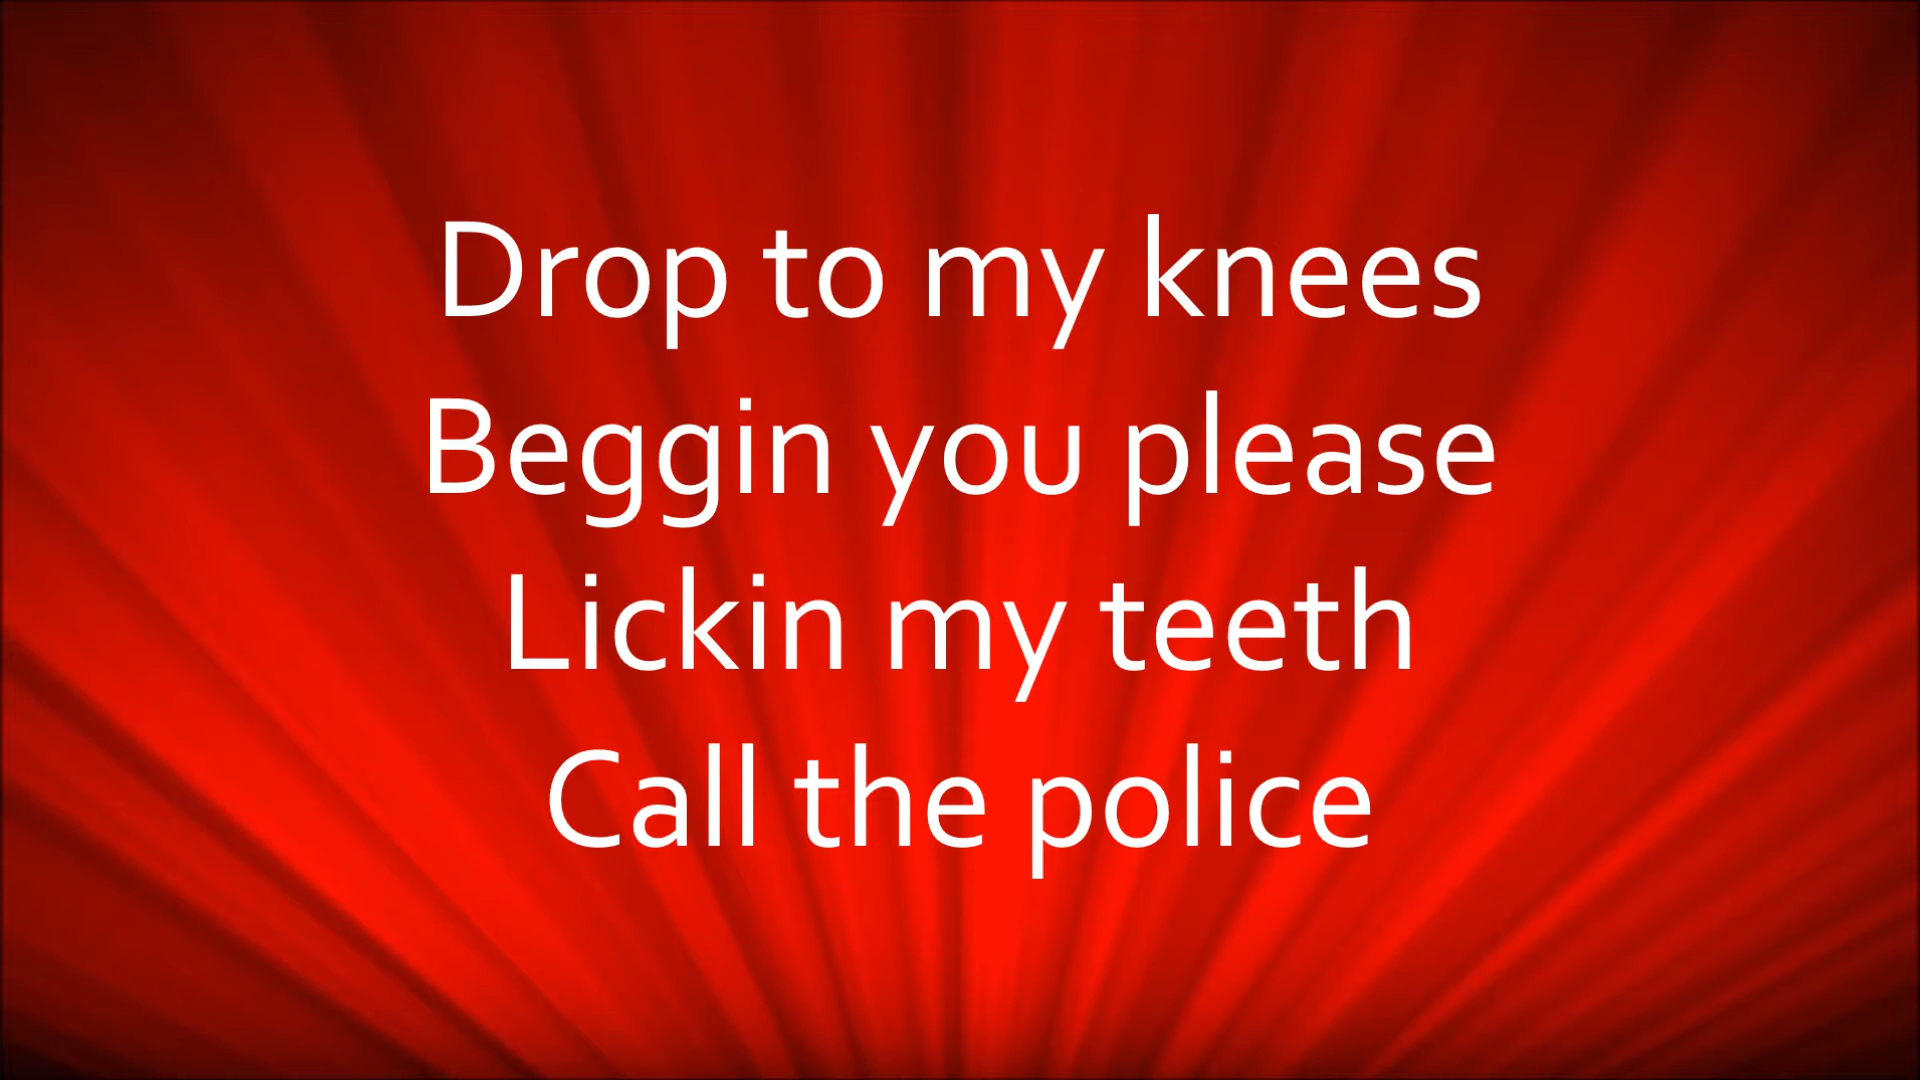 Drop to my knees
Beggin you please
Lickin my teeth
Call the police